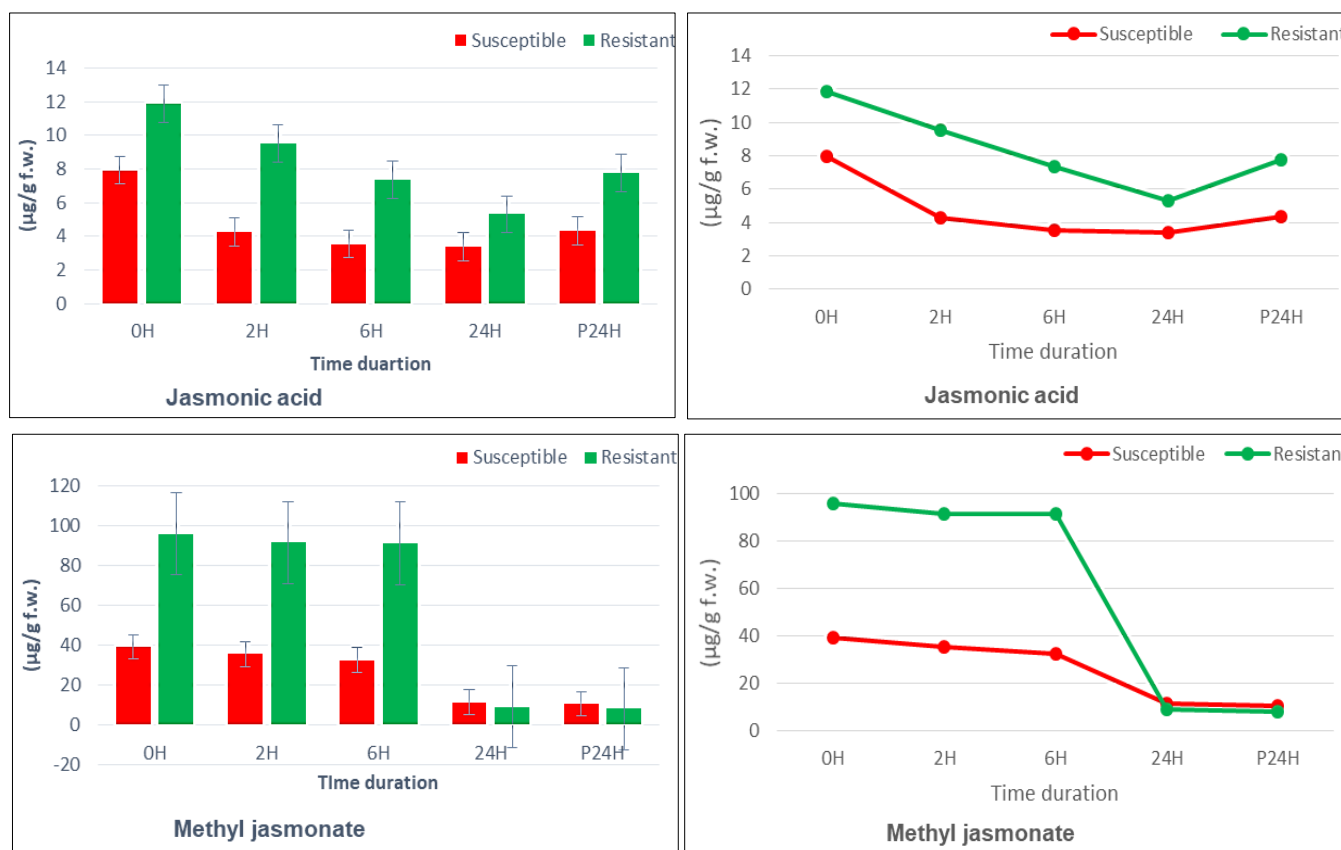 Susceptible Resistant
(µg/g f.w.)
14
12
10
8
6
4
2
0
0H 2H 6H 24H P24H
Time duartion
Jasmonic acid
Susceptible Resistant
(µg/g f.w.)
14
12
10
8
6
4
2
0
0H 2H 6H 24H P24H
Time duration
Jasmonic acid
Susceptible Resistant
(µg/g f.w.)
120
100
80
60
40
20
0
-20
0H 2H 6H 24H P24H
TIme duration
Methyl jasmonate
Susceptible Resistan
(µg/g f.w.)
100
80
60
40
20
0
0H 2H 6H 24H P24H
Time duration
Methyl jasmonate